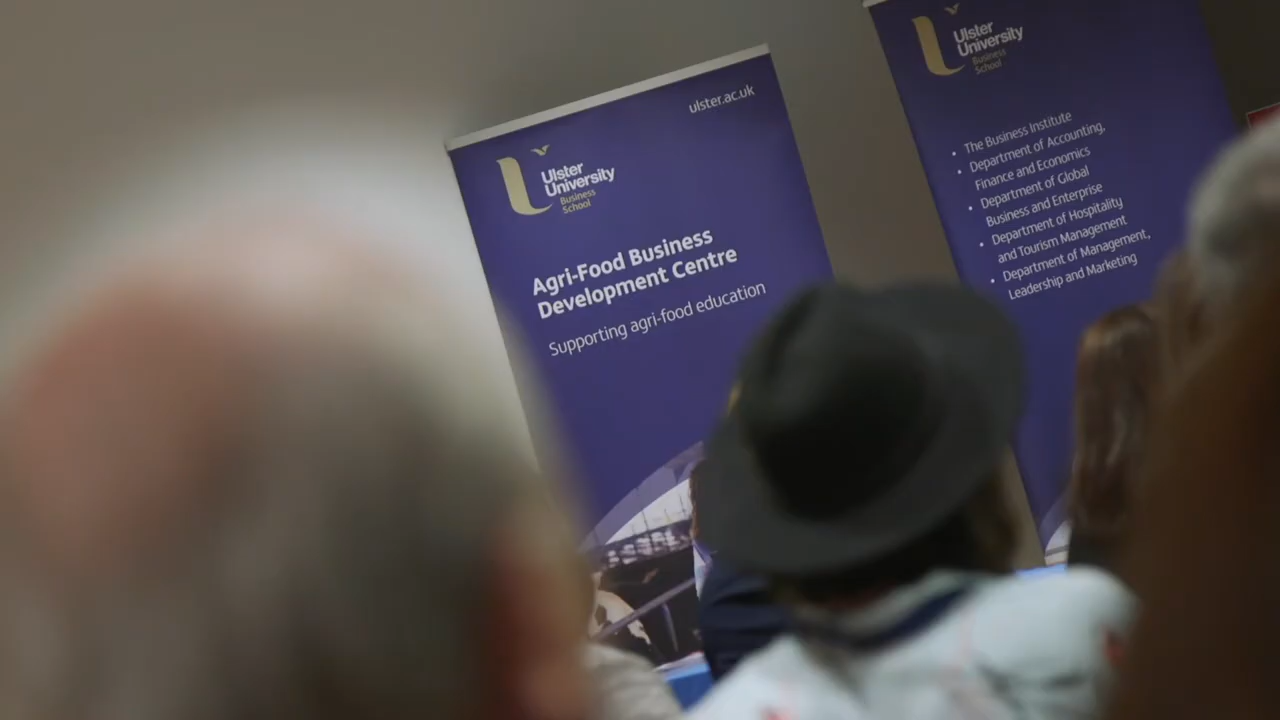 ulster.ac.uk
Ulster
University
Business
School
Agri-Food Business
Development Centre
Supporting agri-food education
Ulster
University
Business
School
• The Business Institute
• Department of Accounting,
Finance and Economics
• Department of Global
Business and Enterprise
• Department of Hospitality
and Tourism Management
• Department of Management,
Leadership and Marketing